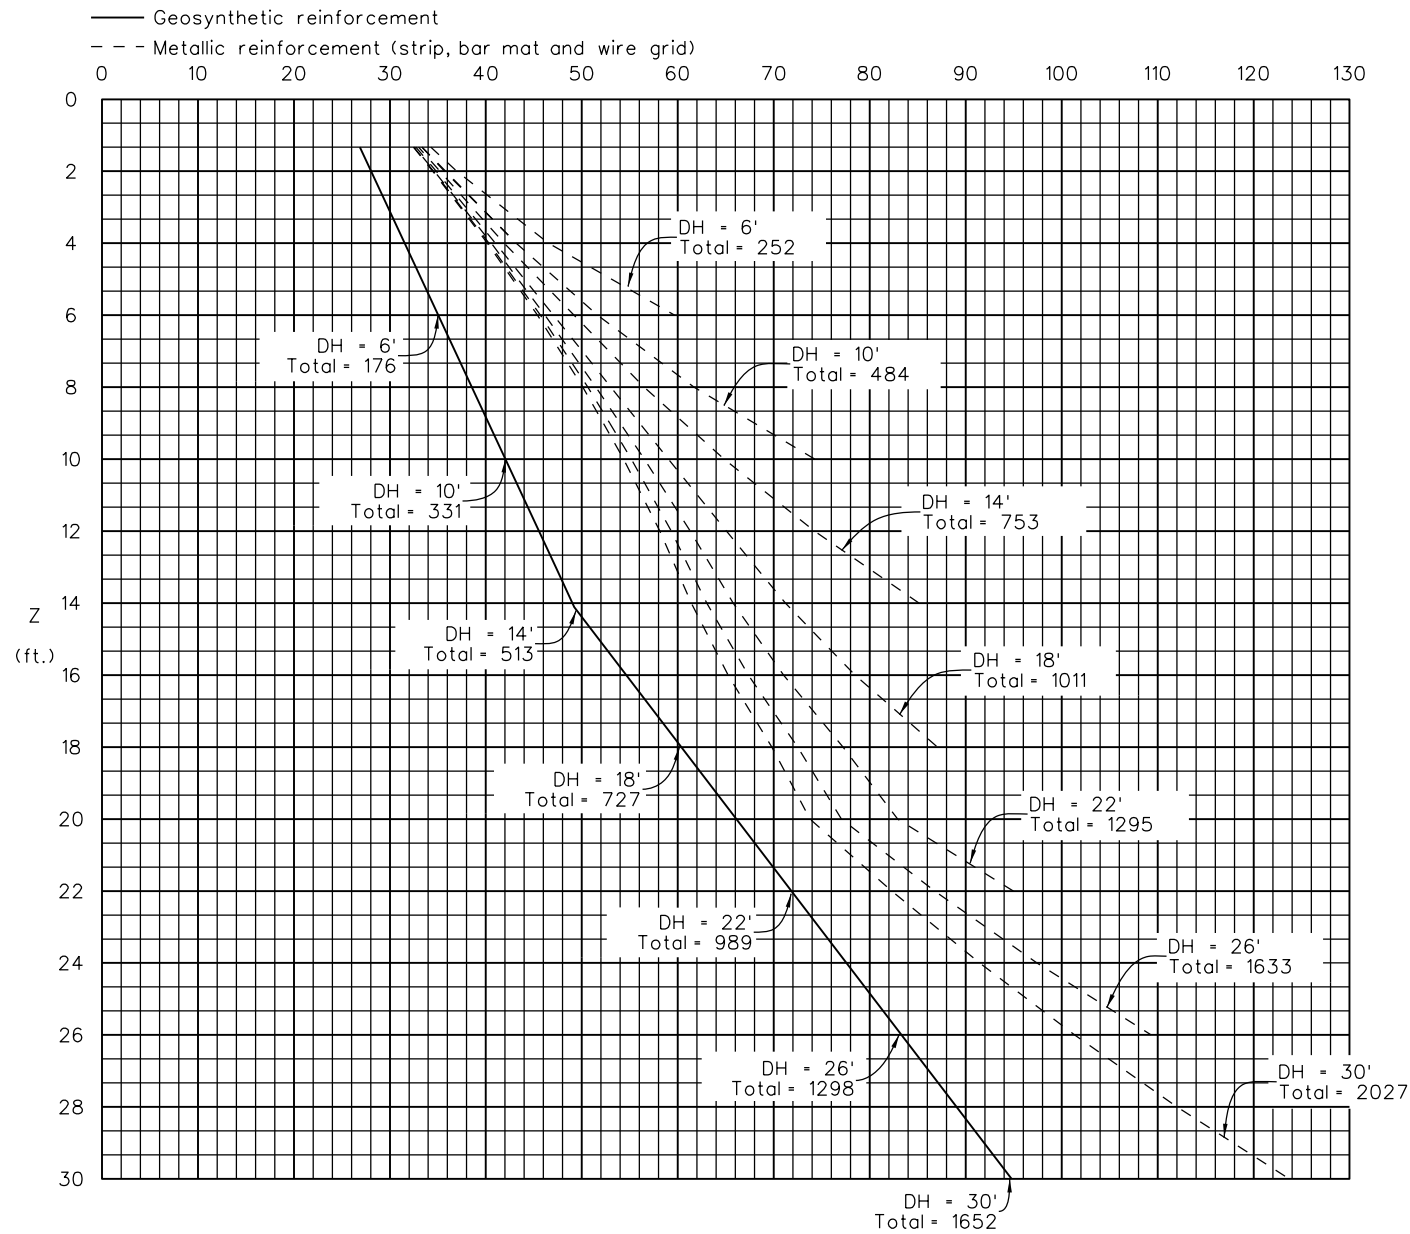 Geosynthetic reinforcement
Metallic reinforcement (strip, bar mat and wire grid)
0 10 20 30 40 50 60 70 80 90 100 110 120 130
0
2
4
6
8
10
12
14
16
18
20
22
24
26
28
30
Z
(ft.)
DH = 6'
Total = 252
DH = 6'
Total = 176
DH = 10'
Total = 484
DH = 10'
Total = 331
DH = 14'
Total = 753
DH = 14'
Total = 513
DH = 18'
Total = 1011
DH = 18'
Total = 727
DH = 22'
Total = 1295
DH = 22'
Total = 989
DH = 26'
Total = 1633
DH = 26'
Total = 1298
DH = 30'
Total = 2027
DH = 30'
Total = 1652